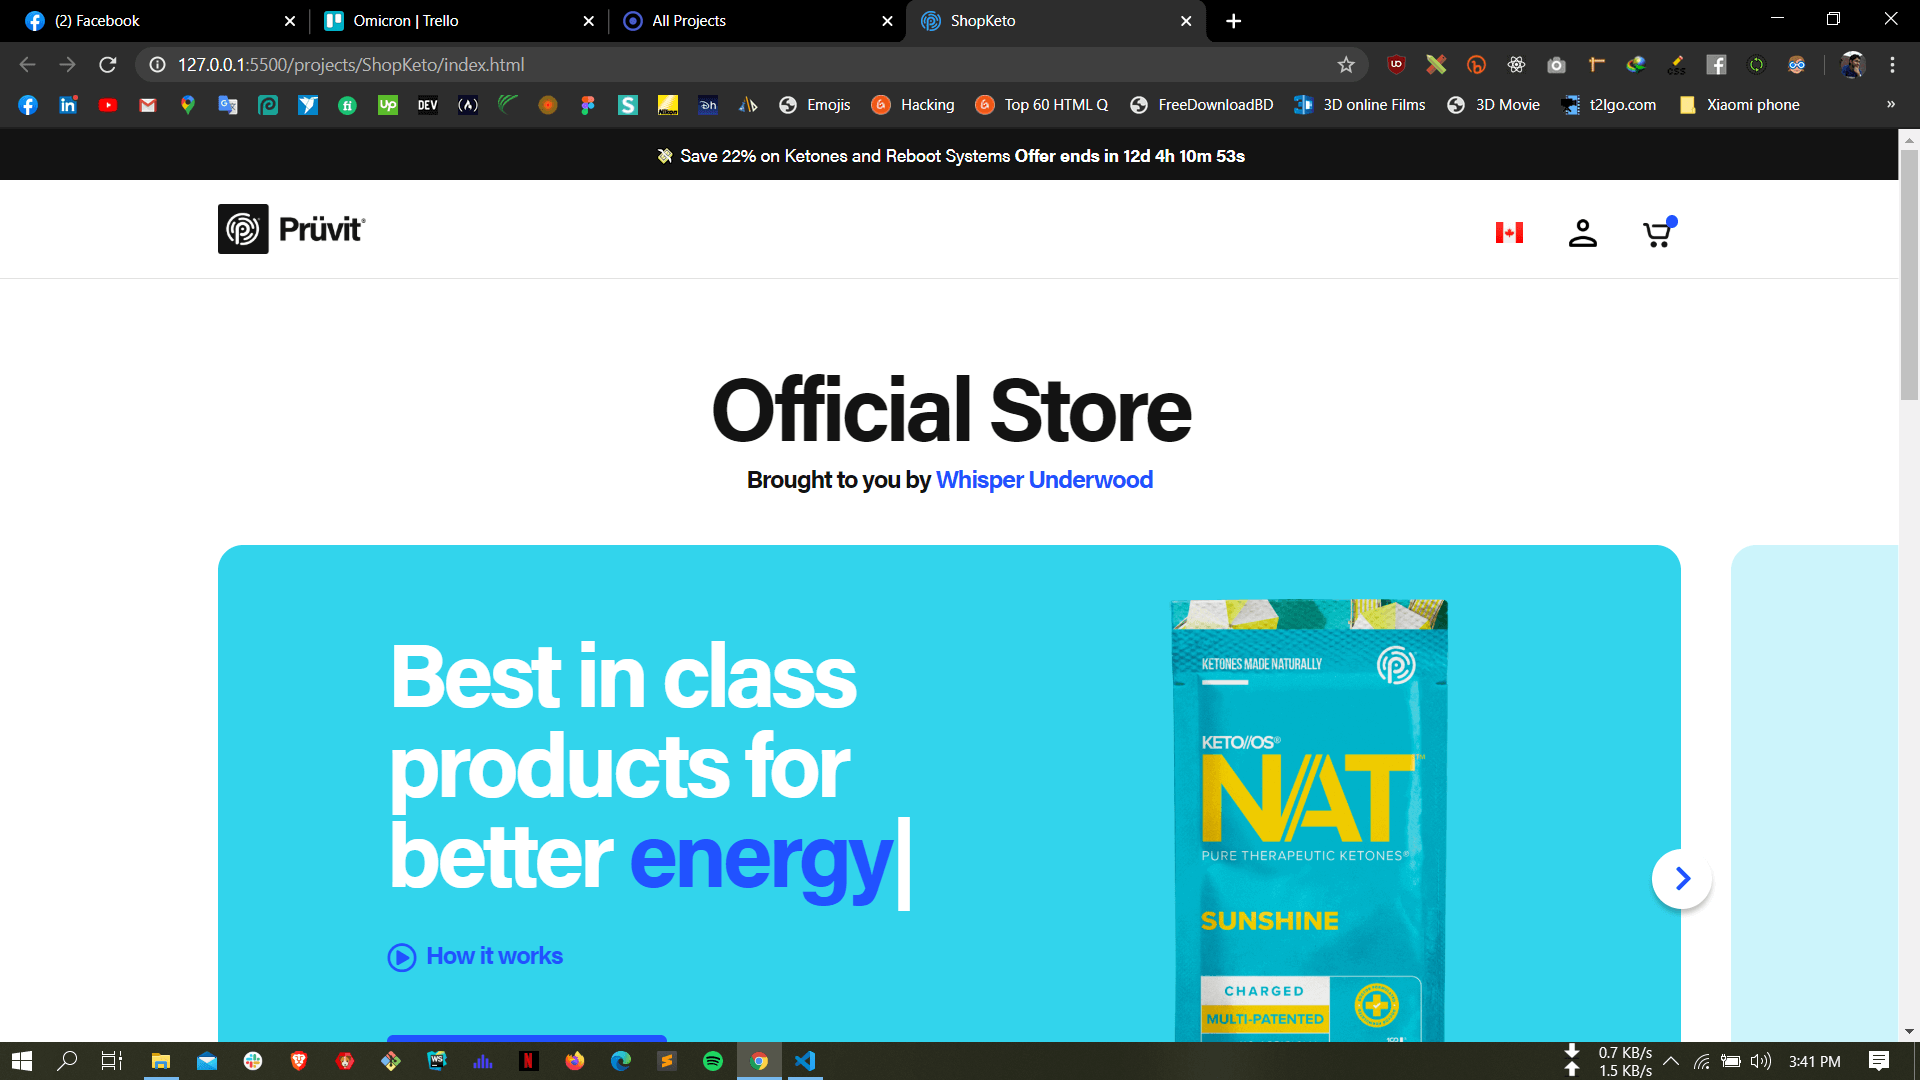 (2) Facebook
Omicron | Trello
All Projects
ShopKeto
127.0.0.1:5500/projects/ShopKeto/index.html
Emojis
Hacking
Top 60 HTML Q
FreeDownloadBD
3D online Films
3D Movie
t2lgo.com
Xiaomi phone
Save 22% on Ketones and Reboot Systems Offer ends in 12d 4h 10m 53s
Prüvit®
Official Store
Brought to you by Whisper Underwood
Best in class
products for
better energy
How it works
KETONES MADE NATURALLY
KETO//OS®
NAT™
PURE THERAPEUTIC KETONES®
SUNSHINE
CHARGED
MULTI-PATENTED
0.7 KB/s
1.5 KB/s
3:41 PM